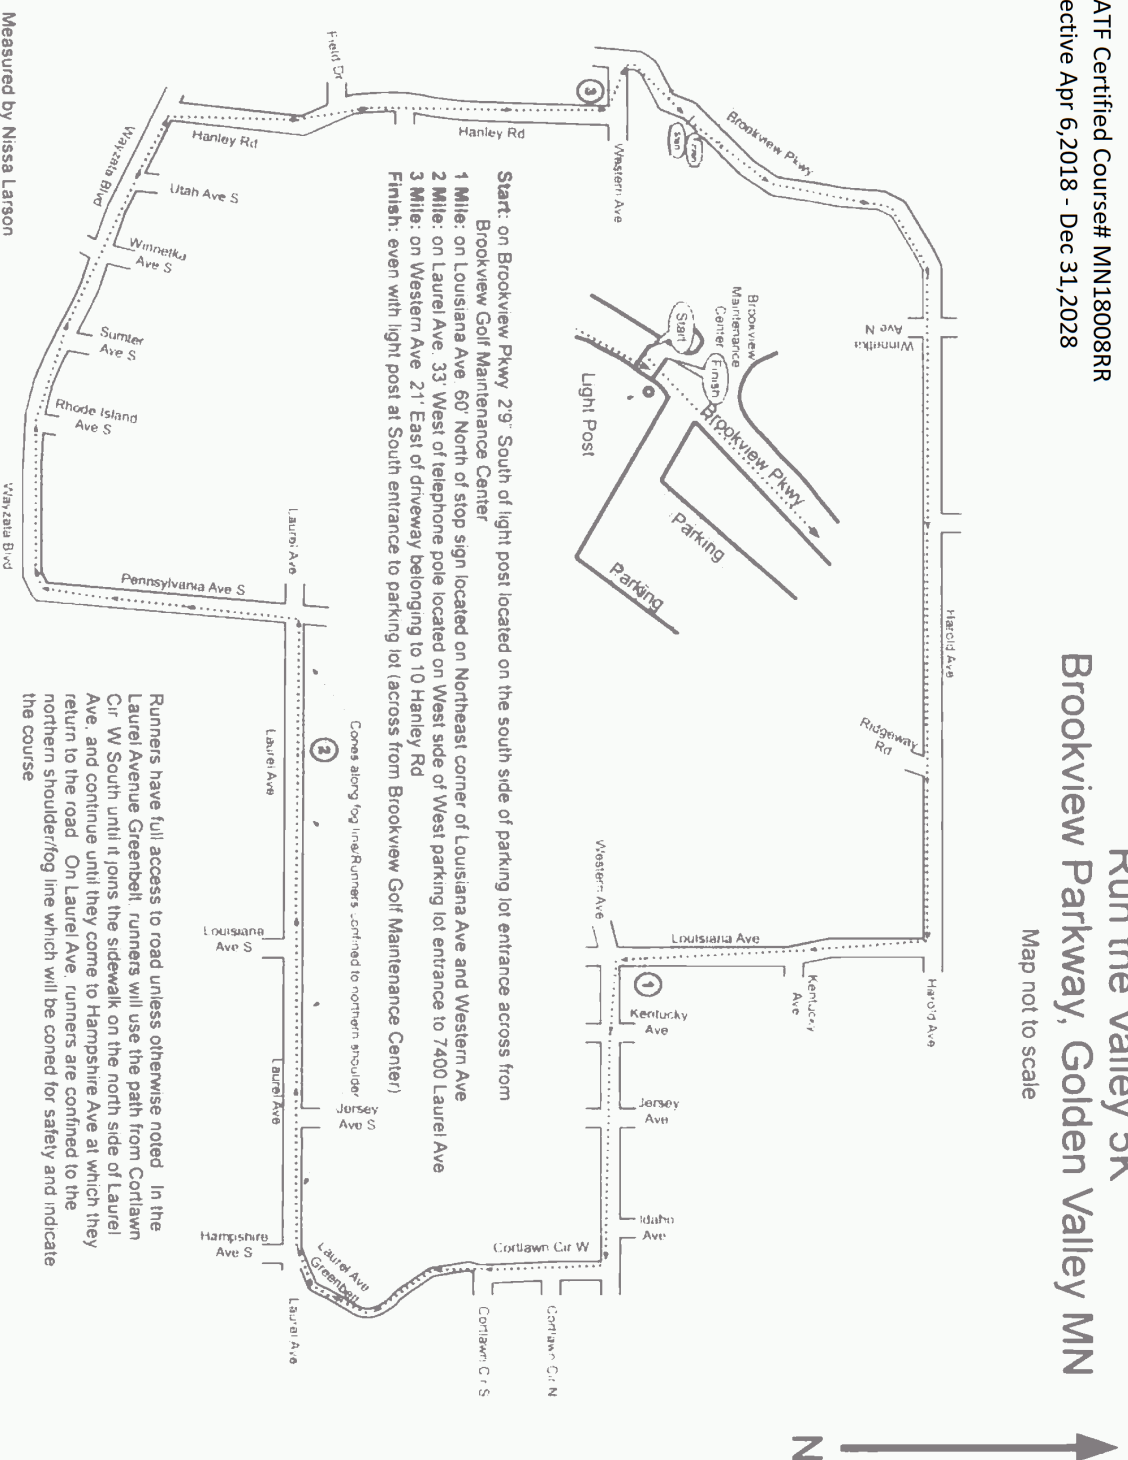 ATF Certified Course# MN18008RR
ective Apr 6,2018 - Dec 31,2028
Run the Valley 5K
Brookview Parkway, Golden Valley MN
Map not to scale
N
Brookview Pkwy
Start
Finish
Winnetka
Ave N
Harold Ave
Ridgeway
Rd
Harold Ave
Louisiana Ave
Kentucky
Ave
Western Ave
1
Kentucky
Ave
Jersey
Ave
Idaho
Ave
Cortlawn Cir W
Cortlawn Cir N
Cortlawn Cir S
Laurel Ave
Greenbelt
Laurel Ave
Hampshire
Ave S
Jersey
Ave S
Laurel Ave
Louisiana
Ave S
Cones along fog line/Runners confined to northern shoulder
2
Laurel Ave
Laurel Ave
Pennsylvania Ave S
Wayzata Blvd
Rhode Island
Ave S
Sumter
Ave S
Winnetka
Ave S
Utah Ave S
Wayzata Blvd
Hanley Rd
Field Dr
Hanley Rd
3
Western Ave
Brookview
Maintenance
Center
Start
Finish
Brookview Pkwy
Light Post
Parking
Parking
Start: on Brookview Pkwy 2'9" South of light post located on the south side of parking lot entrance across from
Brookview Golf Maintenance Center
1 Mile: on Louisiana Ave 60' North of stop sign located on Northeast corner of Louisiana Ave and Western Ave
2 Mile: on Laurel Ave 33' West of telephone pole located on West side of West parking lot entrance to 7400 Laurel Ave
3 Mile: on Western Ave 21' East of driveway belonging to 10 Hanley Rd
Finish: even with light post at South entrance to parking lot (across from Brookview Golf Maintenance Center)
Runners have full access to road unless otherwise noted In the
Laurel Avenue Greenbelt, runners will use the path from Cortlawn
Cir W South until it joins the sidewalk on the north side of Laurel
Ave, and continue until they come to Hampshire Ave at which they
return to the road On Laurel Ave, runners are confined to the
northern shoulder/fog line which will be coned for safety and indicate
the course
Measured by Nissa Larson